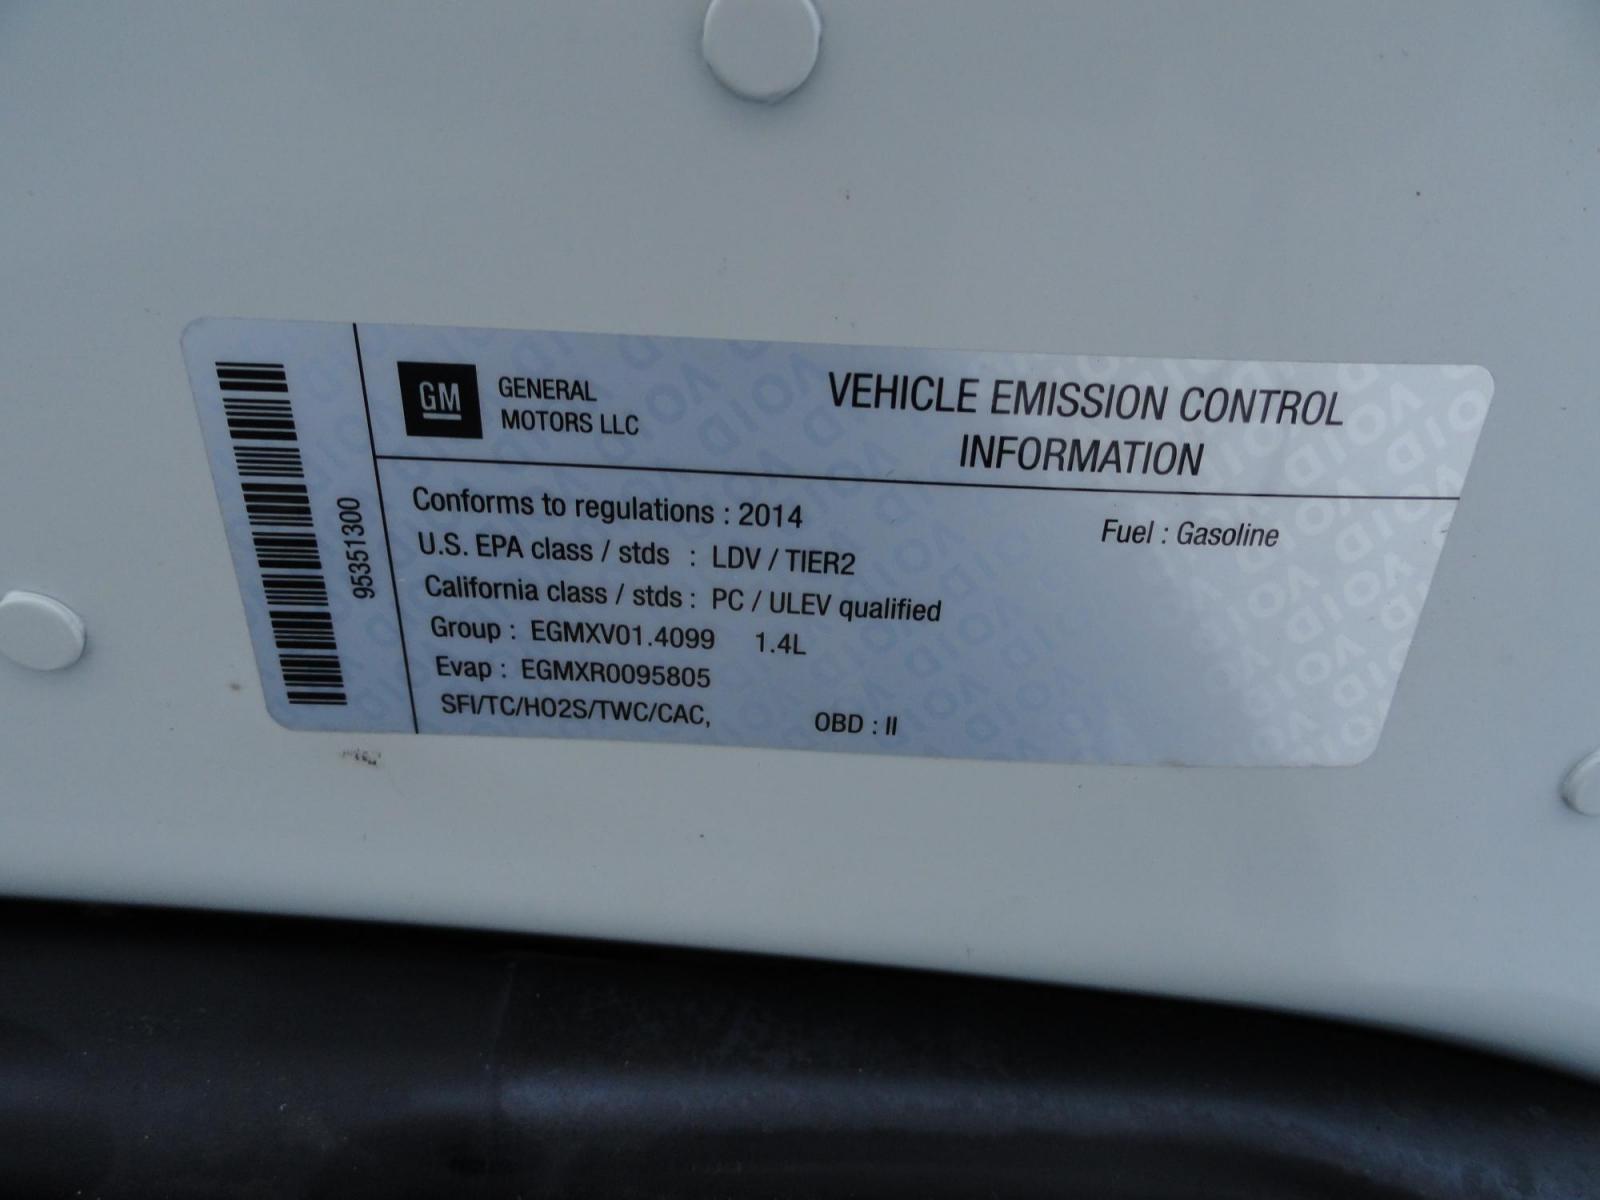 GM
GENERAL
MOTORS LLC
VEHICLE EMISSION CONTROL
INFORMATION
Conforms to regulations : 2014
Fuel : Gasoline
U.S. EPA class / stds : LDV / TIER2
California class / stds : PC / ULEV qualified
Group : EGMXV01.4099 1.4L
Evap : EGMXR0095805
SFI/TC/HO2S/TWC/CAC,
OBD : II
95351300